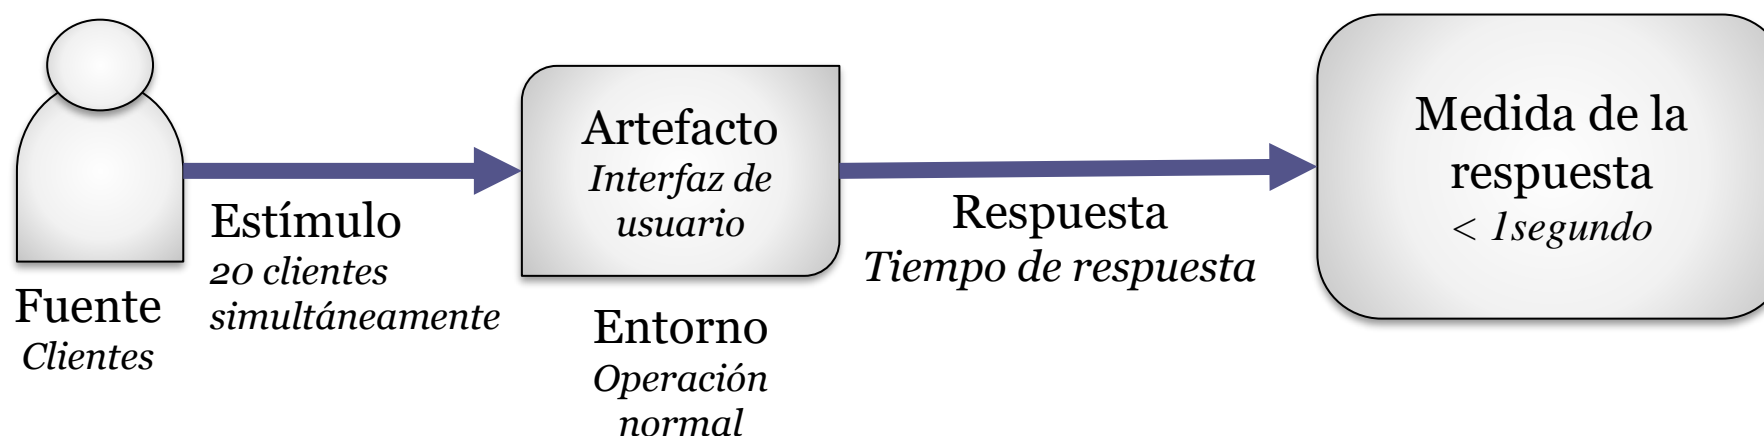 Fuente
Clientes
Estímulo
20 clientes
simultáneamente
Artefacto
Interfaz de
usuario
Entorno
Operación
normal
Respuesta
Tiempo de respuesta
Medida de la
respuesta
< 1segundo